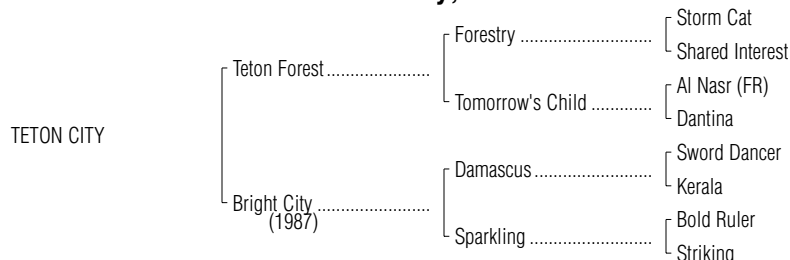 Storm Cat
Forestry
Shared Interest
Teton Forest
Al Nasr (FR)
Tomorrow's Child
Dantina
TETON CITY
Sword Dancer
Damascus
Kerala
Bright City
(1987)
Bold Ruler
Sparkling
Striking